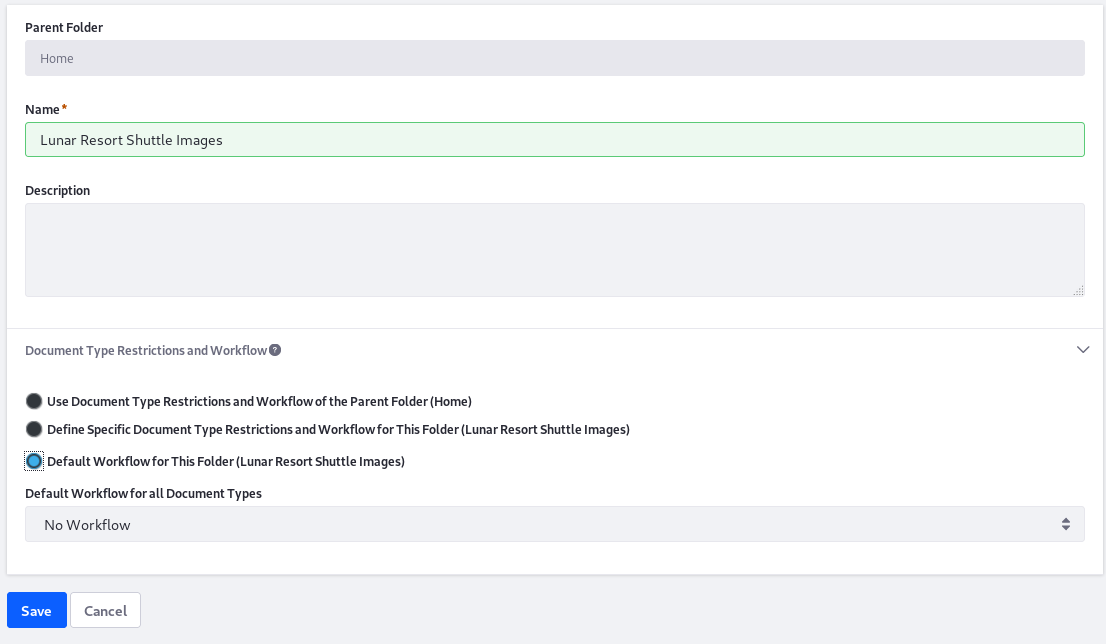 Parent Folder
Home
Name*
Lunar Resort Shuttle Images
Description
Document Type Restrictions and Workflow?
Use Document Type Restrictions and Workflow of the Parent Folder (Home)
Define Specific Document Type Restrictions and Workflow for This Folder (Lunar Resort Shuttle Images)
Default Workflow for This Folder (Lunar Resort Shuttle Images)
Default Workflow for all Document Types
No Workflow
Save Cancel